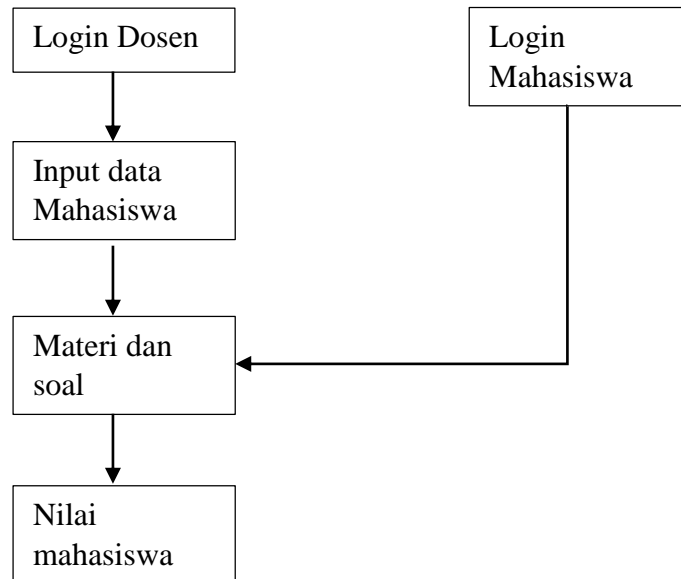 Login Dosen
Login
Mahasiswa
Input data
Mahasiswa
Materi dan
soal
Nilai
mahasiswa